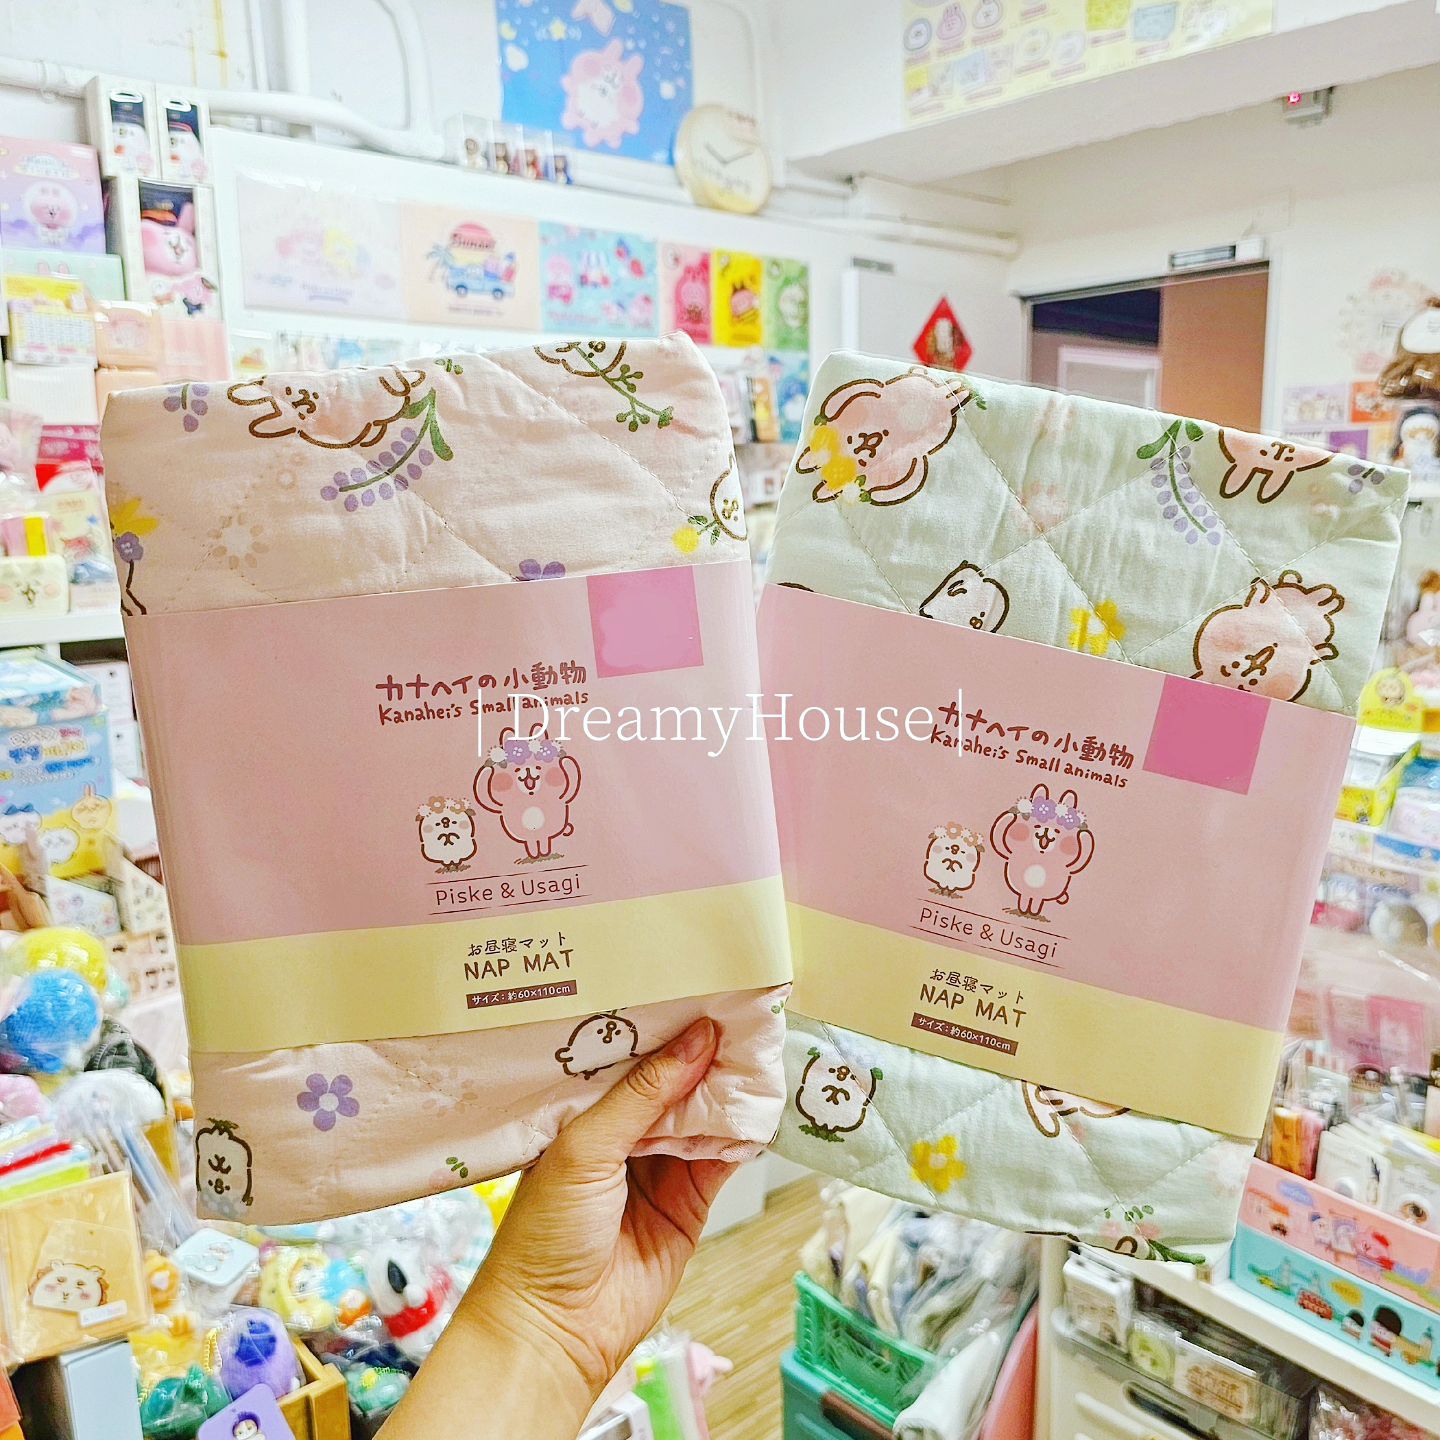 カナヘイの小動物
Kanahei's Small animals
Piske & Usagi
お昼寝マット
NAP MAT
サイズ:約60×110cm
| DreamyHouse |
カナヘイの小動物
Kanahei's Small animals
Piske & Usagi
お昼寝マット
NAP MAT
サイズ:約60×110cm